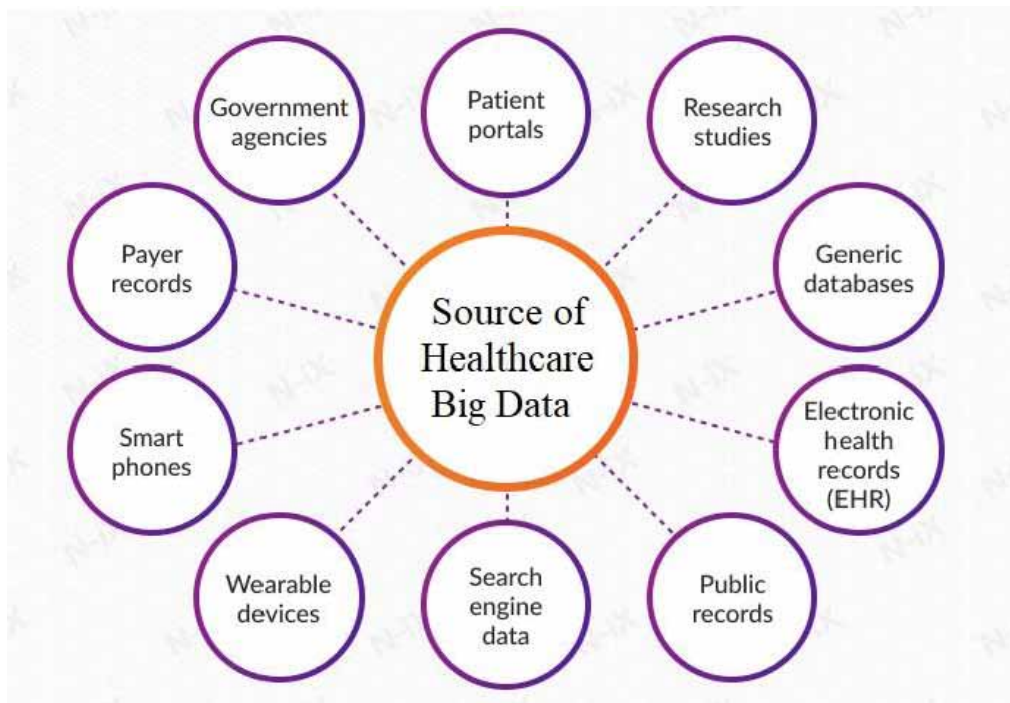 Government
agencies
Patient
portals
Research
studies
Payer
records
Source of
Healthcare
Big Data
Generic
databases
Smart
phones
Electronic
health
records
(EHR)
Wearable
devices
Search
engine
data
Public
records
N-iX